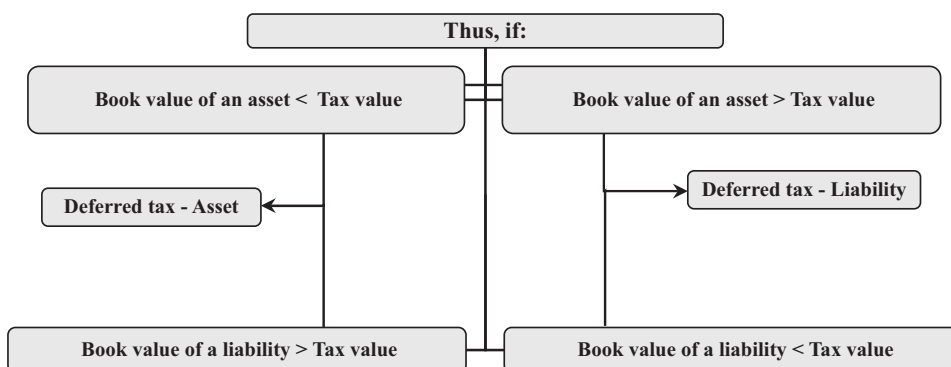 Thus, if:
Book value of an asset < Tax value
Book value of an asset > Tax value
Deferred tax - Asset
Deferred tax - Liability
Book value of a liability > Tax value
Book value of a liability < Tax value